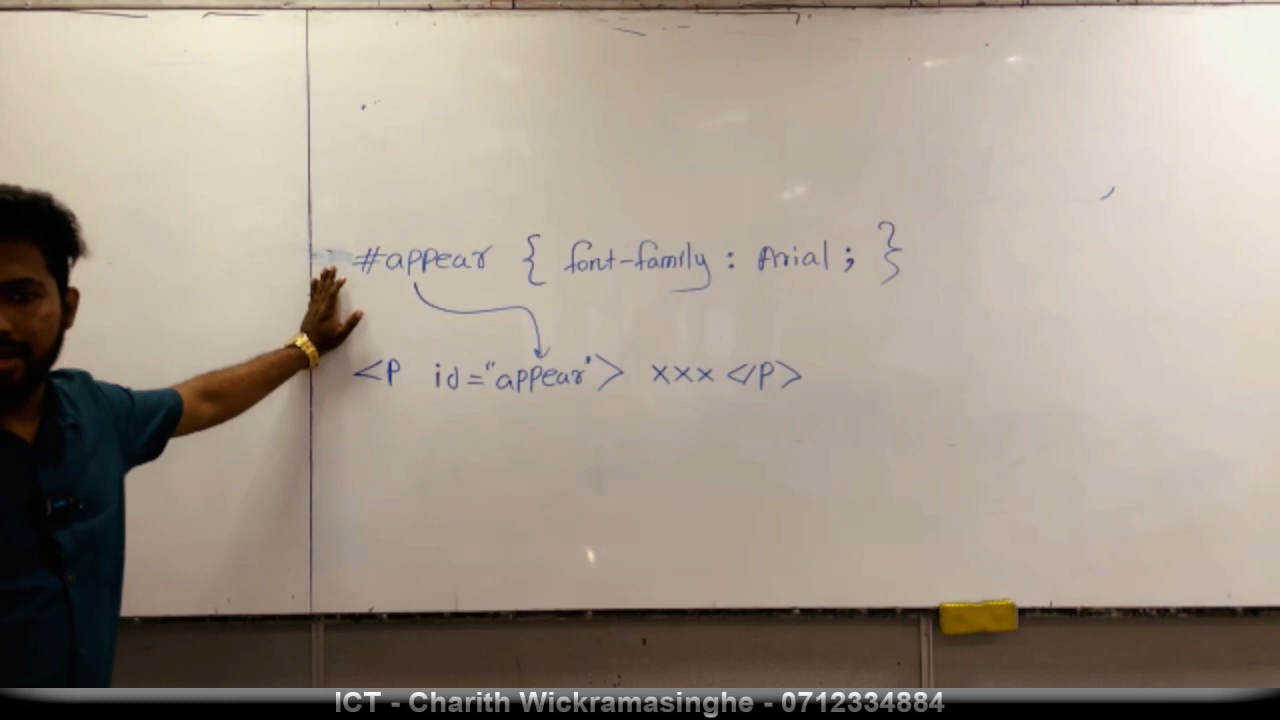 #appear { font-family : Arial ; }
<P id="appear"> xxx </P>
ICT - Charith Wickramasinghe - 0712334884